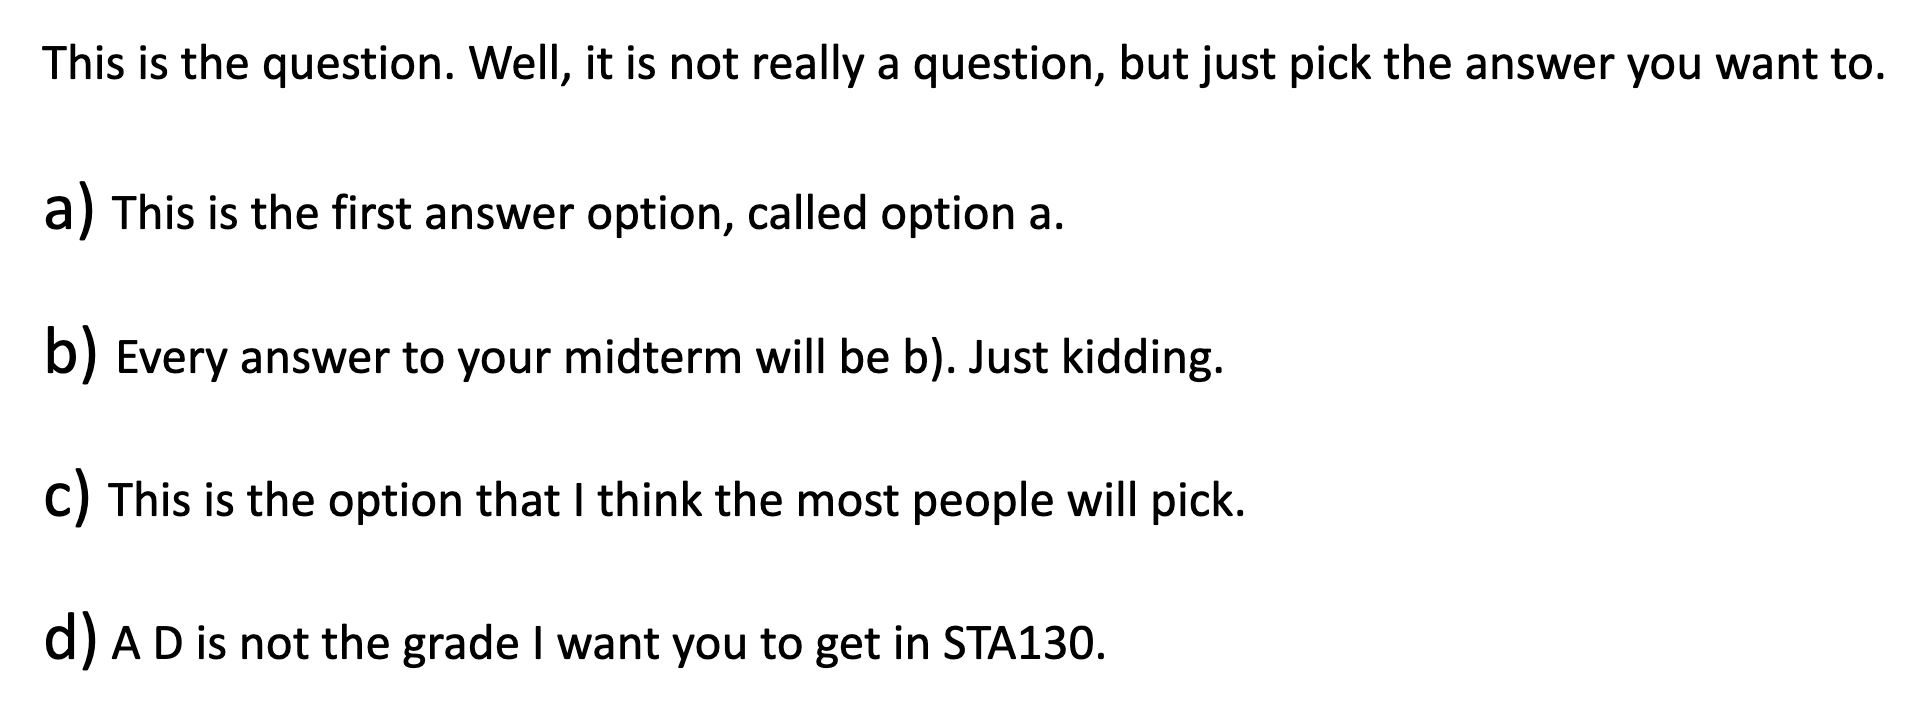 This is the question. Well, it is not really a question, but just pick the answer you want to.
a) This is the first answer option, called option a.
b) Every answer to your midterm will be b). Just kidding.
c) This is the option that I think the most people will pick.
d) A D is not the grade I want you to get in STA130.